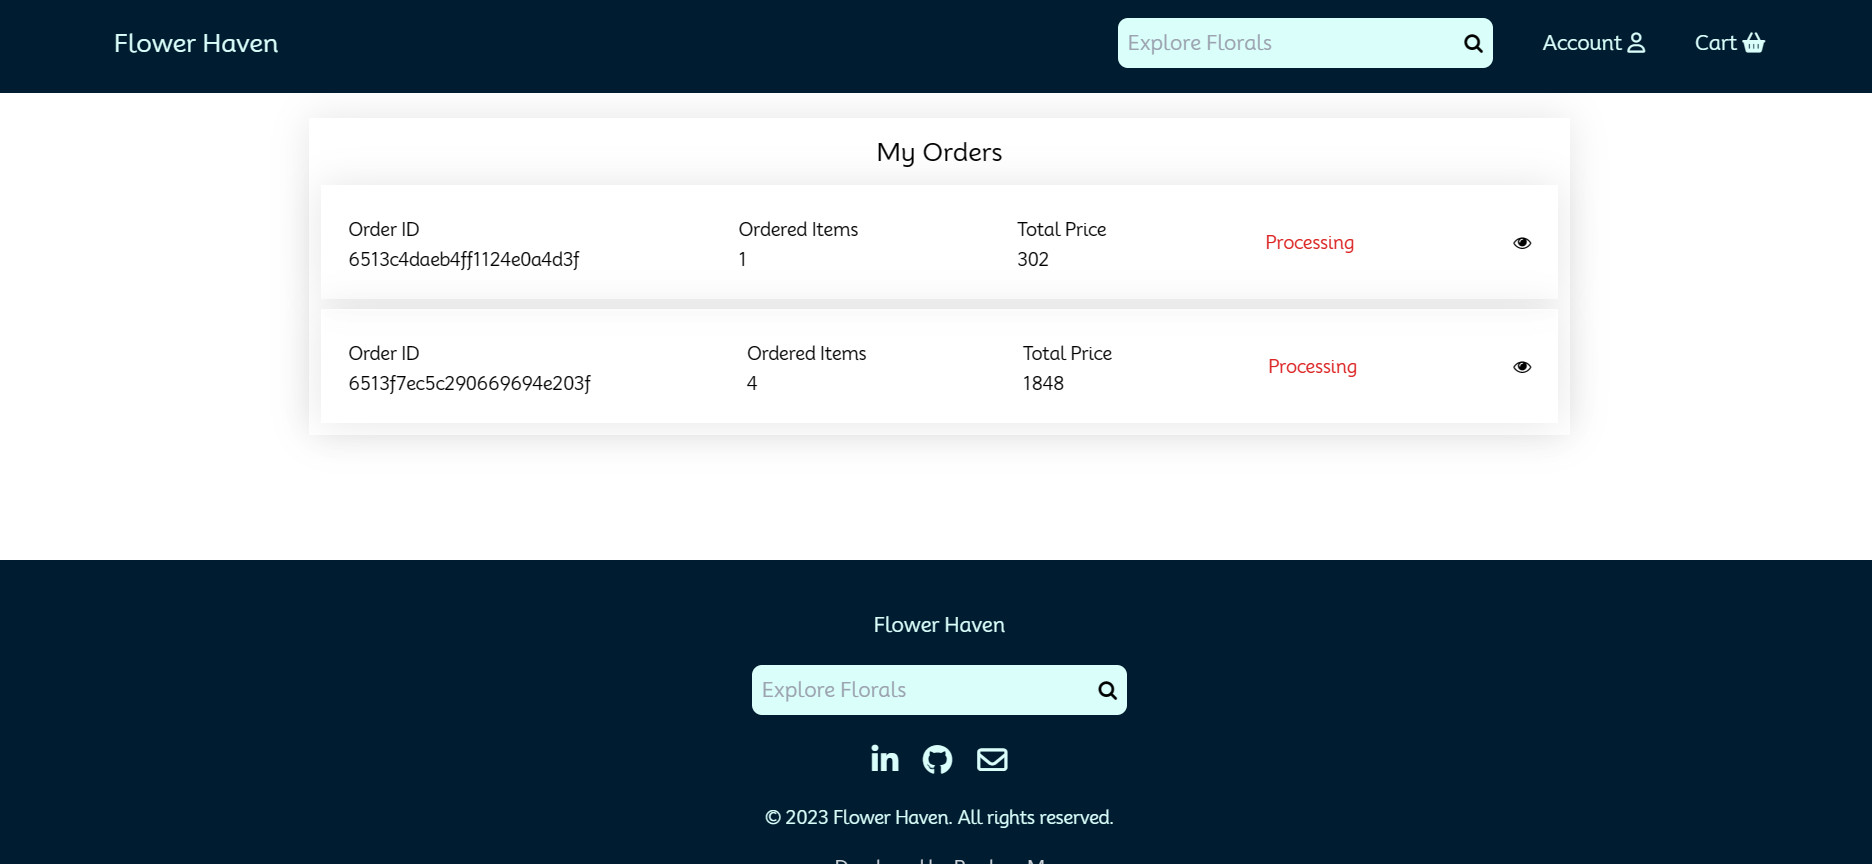 Flower Haven
Explore Florals
Account
Cart
My Orders
Order ID
6513c4daeb4ff1124e0a4d3f
Ordered Items
1
Total Price
302
Processing
Order ID
6513f7ec5c290669694e203f
Ordered Items
4
Total Price
1848
Processing
Flower Haven
Explore Florals
© 2023 Flower Haven. All rights reserved.